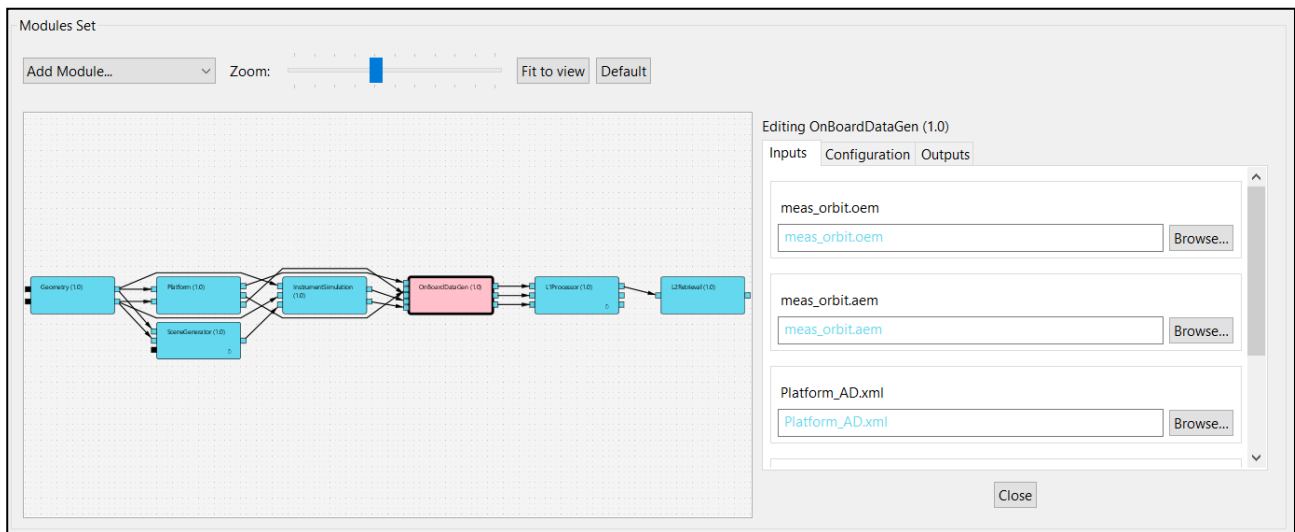 Modules Set
Add Module...
Zoom:
Fit to view
Default
Editing OnBoardDataGen (1.0)
Inputs
Configuration
Outputs
meas_orbit.oem
meas_orbit.oem
Browse...
meas_orbit.aem
meas_orbit.aem
Browse...
Platform_AD.xml
Platform_AD.xml
Browse...
Close
Geometry (1.0)
Platform (1.0)
InstrumentSimulation
(1.0)
OnBoardDataGen (1.0)
L1Processor (1.0)
L2Retrieval (1.0)
SceneGenerator (1.0)